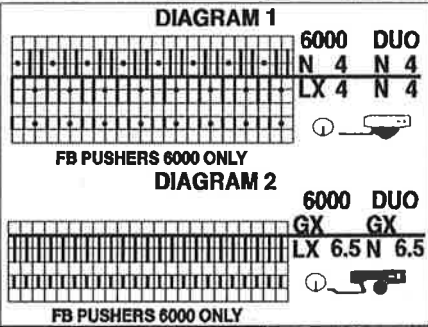 DIAGRAM 1
6000 DUO
N 4 N 4
LX 4 N 4
FB PUSHERS 6000 ONLY
DIAGRAM 2
6000 DUO
GX GX
LX 6.5 N 6.5
FB PUSHERS 6000 ONLY